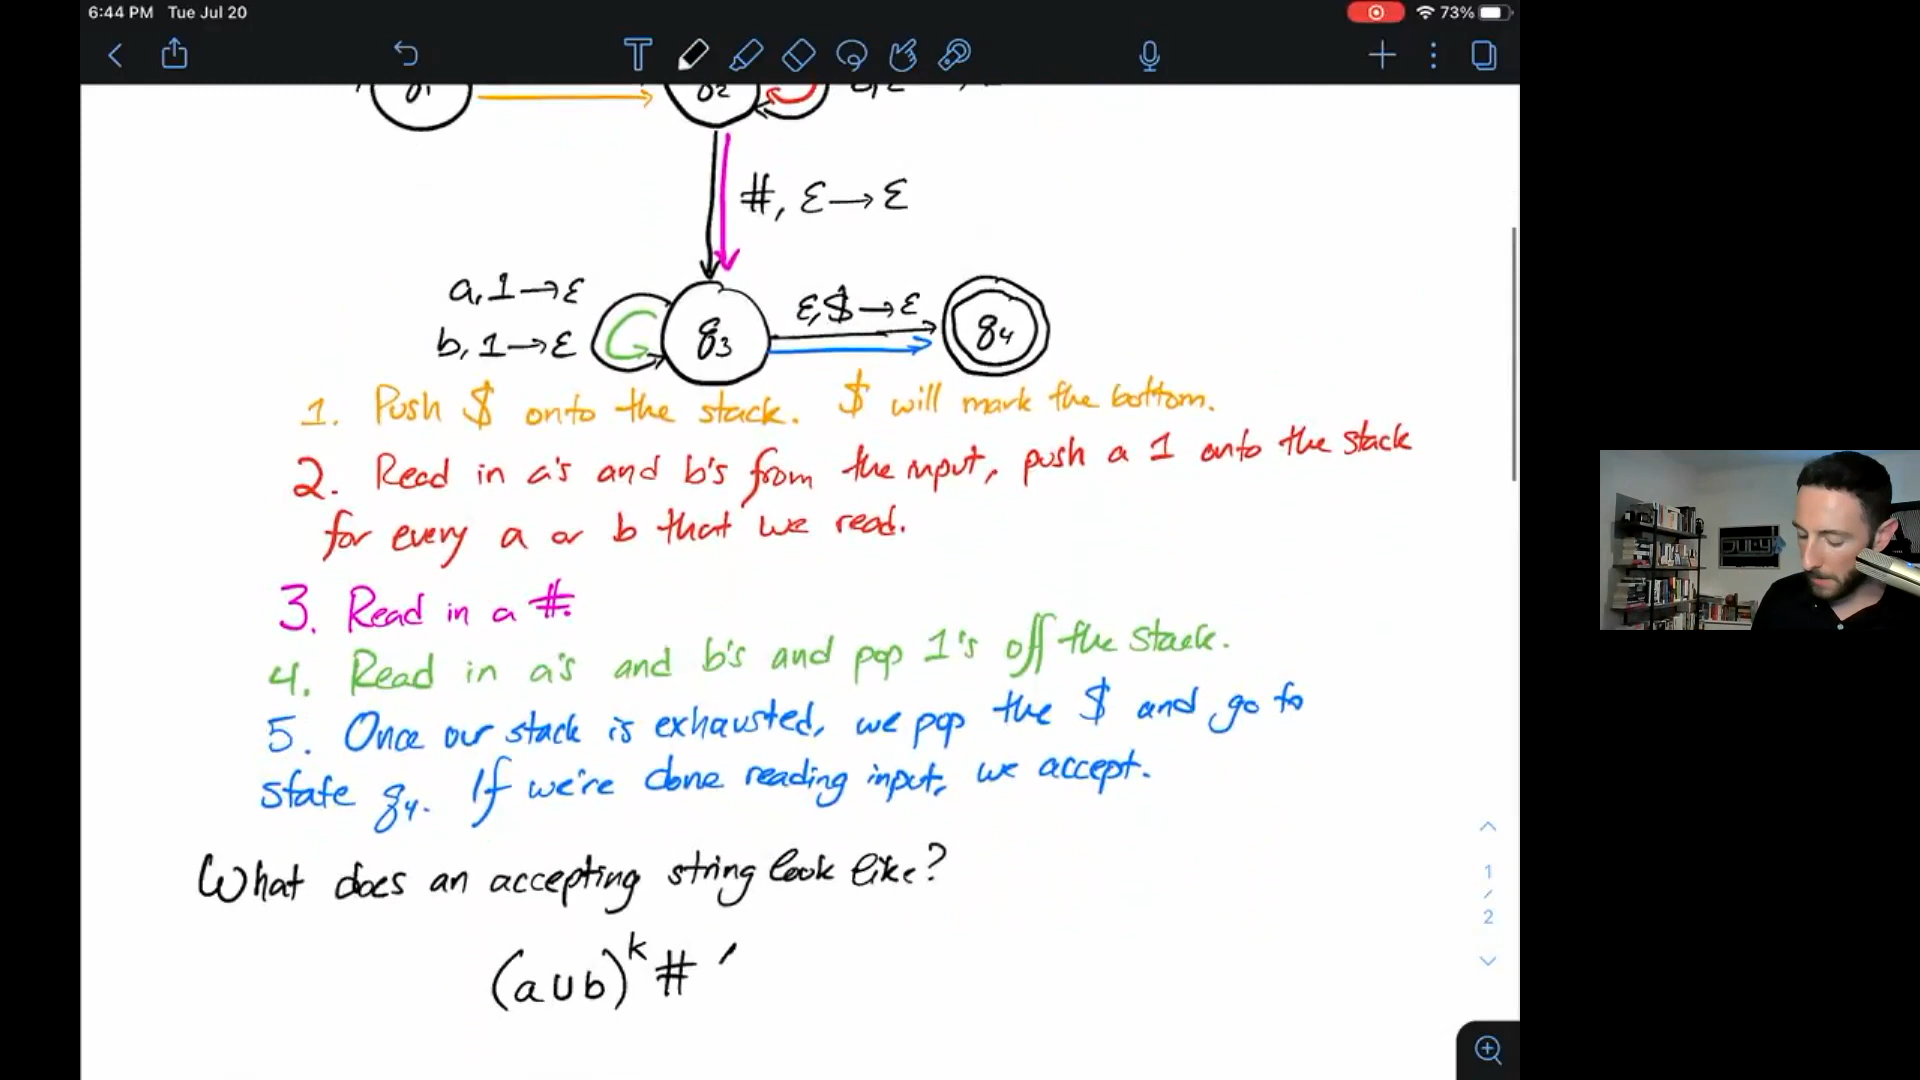 6:44 PM Tue Jul 20
73%
T
q1
q2
#, ε→ε
a,1→ε
b,1→ε
q3
ε,$→ε
q4
1. Push $ onto the stack. $ will mark the bottom.
2. Read in a's and b's from the input, push a 1 onto the stack
for every a or b that we read.
3. Read in a #.
4. Read in a's and b's and pop 1's off the stack.
5. Once our stack is exhausted, we pop the $ and go to
state q4. If we're done reading input, we accept.
What does an accepting string look like?
(a∪b)^k #
1
/
2